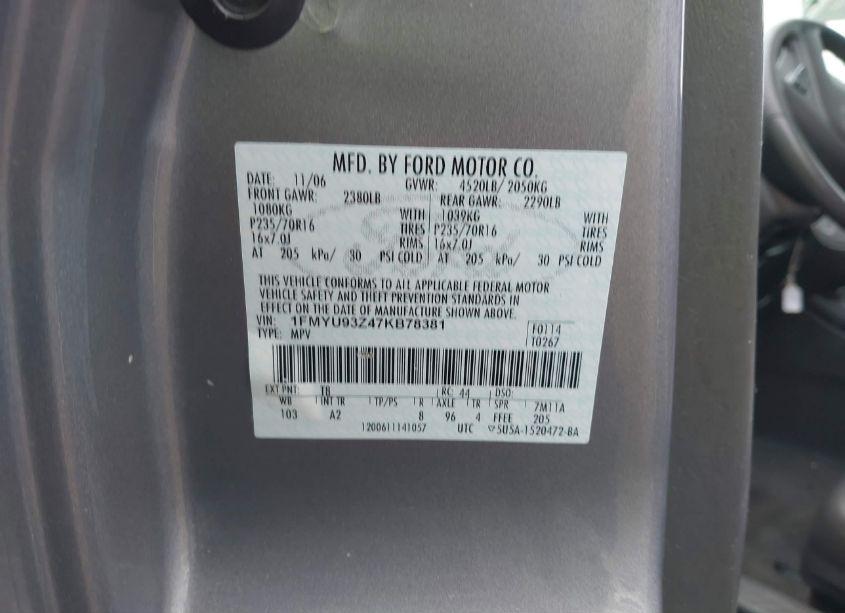 MFD. BY FORD MOTOR CO.
DATE: 11/06 GVWR: 4520LB/ 2050KG
FRONT GAWR: 2380LB REAR GAWR: 2290LB
1080KG WITH 1039KG WITH
P235/70R16 TIRES P235/70R16 TIRES
16x7.0J RIMS 16x7.0J RIMS
AT 205 kPa/ 30 PSI COLD AT 205 kPa/ 30 PSI COLD
THIS VEHICLE CONFORMS TO ALL APPLICABLE FEDERAL MOTOR
VEHICLE SAFETY AND THEFT PREVENTION STANDARDS IN
EFFECT ON THE DATE OF MANUFACTURE SHOWN ABOVE.
VIN: 1FMYU93Z47KB78381 F0114
TYPE: MPV T0267
EXT PNT: TB RC: 44 DSO:
WB INT TR TP/PS R AXLE TR SPR 7M11A
103 A2 8 96 4 FFEE 205
1200611141057 UTC 5U5A-1520472-BA
Ford